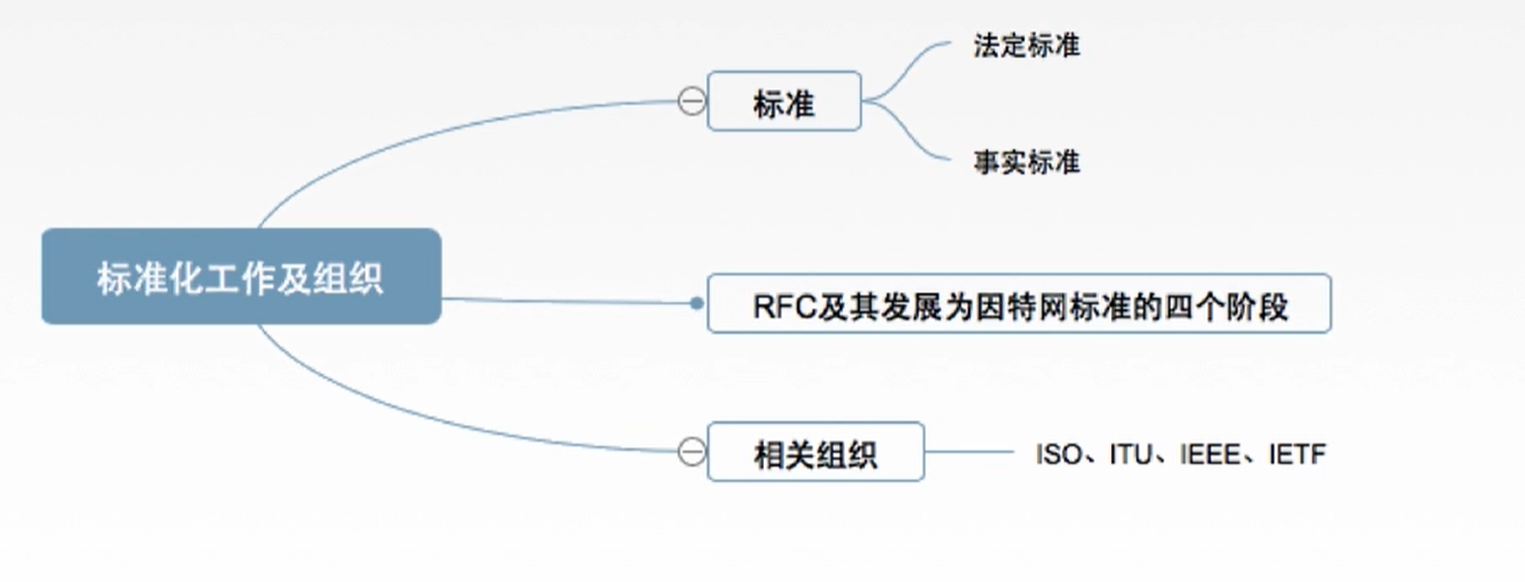 标准化工作及组织
标准
法定标准
事实标准
RFC及其发展为因特网标准的四个阶段
相关组织
ISO、ITU、IEEE、IETF